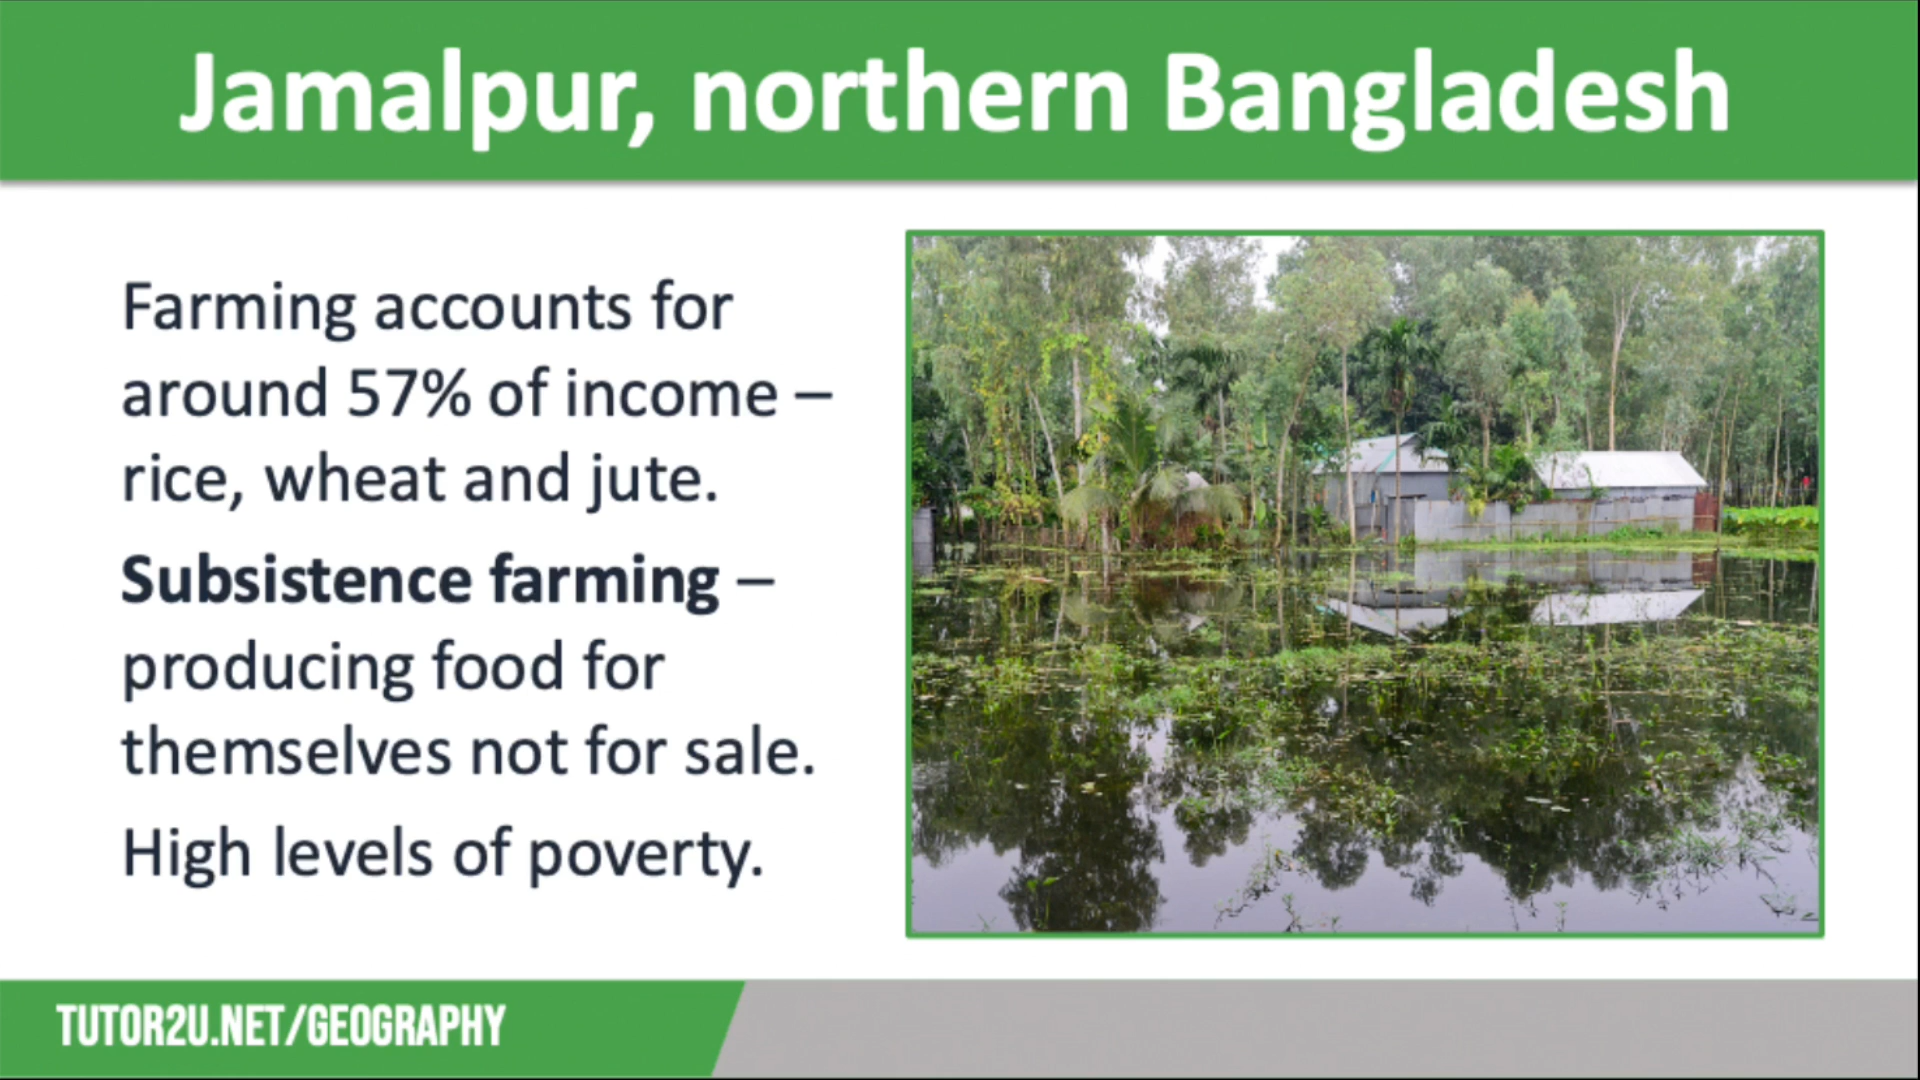 Jamalpur, northern Bangladesh
Farming accounts for
around 57% of income –
rice, wheat and jute.
Subsistence farming –
producing food for
themselves not for sale.
High levels of poverty.
TUTOR2U.NET/GEOGRAPHY